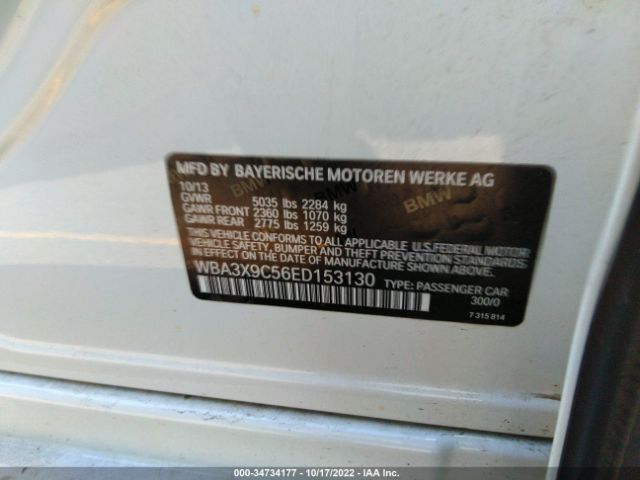 MFD BY BAYERISCHE MOTOREN WERKE AG
10/13
GVWR 5035 lbs 2284 kg
GAWR FRONT 2360 lbs 1070 kg
GAWR REAR 2775 lbs 1259 kg
THIS VEHICLE CONFORMS TO ALL APPLICABLE U.S.FEDERAL MOTOR
VEHICLE SAFETY, BUMPER AND THEFT PREVENTION STANDARDS
IN EFFECT ON THE DATE OF MANUFACTURE SHOWN ABOVE.
WBA3X9C56ED153130 TYPE: PASSENGER CAR
300/0
7 315 814
BMW
BMW
BMW
000-34734177 - 10/17/2022 - IAA Inc.